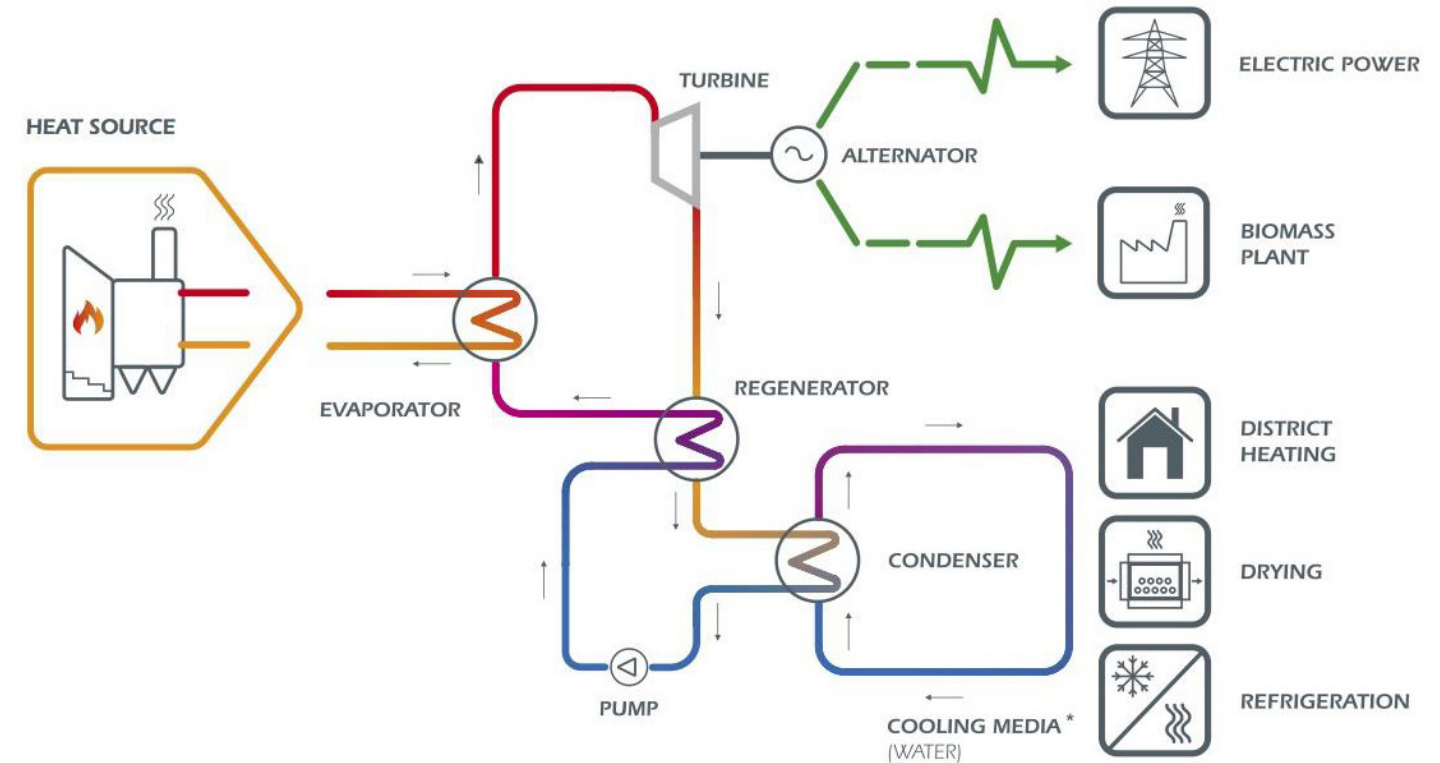 TURBINE
ELECTRIC POWER
HEAT SOURCE
ALTERNATOR
BIOMASS
PLANT
REGENERATOR
EVAPORATOR
DISTRICT
HEATING
CONDENSER
DRYING
PUMP
COOLING MEDIA *
(WATER)
REFRIGERATION